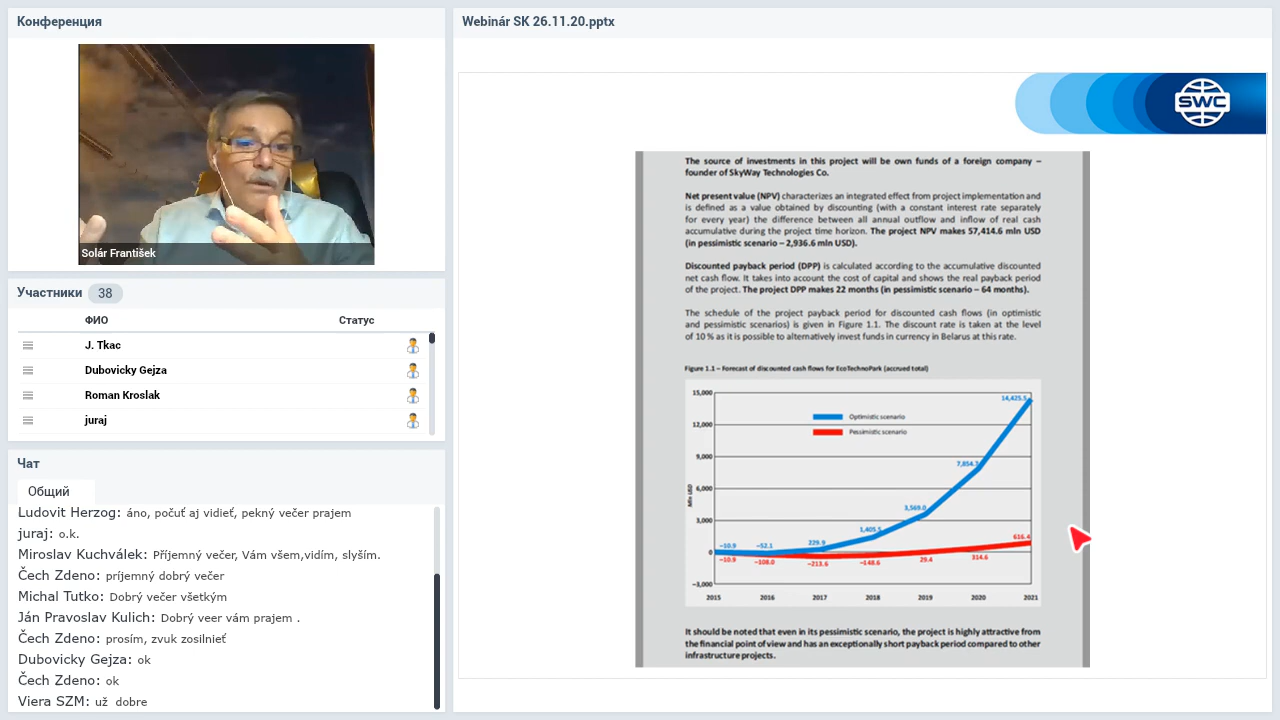 Конференция
Solár František
Участники 38
ФИО Статус
J. Tkac
Dubovicky Gejza
Roman Kroslak
juraj
Чат
Общий
Ludovit Herzog: áno, počuť aj vidieť, pekný večer prajem
juraj: o.k.
Miroslav Kuchválek: Příjemný večer, Vám všem,vidím, slyším.
Čech Zdeno: príjemný dobrý večer
Michal Tutko: Dobrý večer všetkým
Ján Pravoslav Kulich: Dobrý veer vám prajem .
Čech Zdeno: prosím, zvuk zosilnieť
Dubovicky Gejza: ok
Čech Zdeno: ok
Viera SZM: už dobre
Webinár SK 26.11.20.pptx
SWC
The source of investments in this project will be own funds of a foreign company –
founder of SkyWay Technologies Co.
Net present value (NPV) characterizes an integrated effect from project implementation and
is defined as a value obtained by discounting (with a constant interest rate separately
for every year) the difference between all annual outflow and inflow of real cash
accumulative during the project time horizon. The project NPV makes 57,414.6 mln USD
(in pessimistic scenario – 2,936.6 mln USD).
Discounted payback period (DPP) is calculated according to the accumulative discounted
net cash flow. It takes into account the cost of capital and shows the real payback period
of the project. The project DPP makes 22 months (in pessimistic scenario – 64 months).
The schedule of the project payback period for discounted cash flows (in optimistic
and pessimistic scenarios) is given in Figure 1.1. The discount rate is taken at the level
of 10 % as it is possible to alternatively invest funds in currency in Belarus at this rate.
Figure 1.1 – Forecast of discounted cash flows for EcoTechnoPark (accrued total)
Mln USD
15,000
12,000
9,000
6,000
3,000
0
–3,000
Optimistic scenario
Pessimistic scenario
–10.9 –52.1 229.9 1,405.5 3,569.0 7,854.7 14,425.5
–10.9 –108.0 –213.6 –148.6 29.4 314.6 616.4
2015 2016 2017 2018 2019 2020 2021
It should be noted that even in its pessimistic scenario, the project is highly attractive from
the financial point of view and has an exceptionally short payback period compared to other
infrastructure projects.